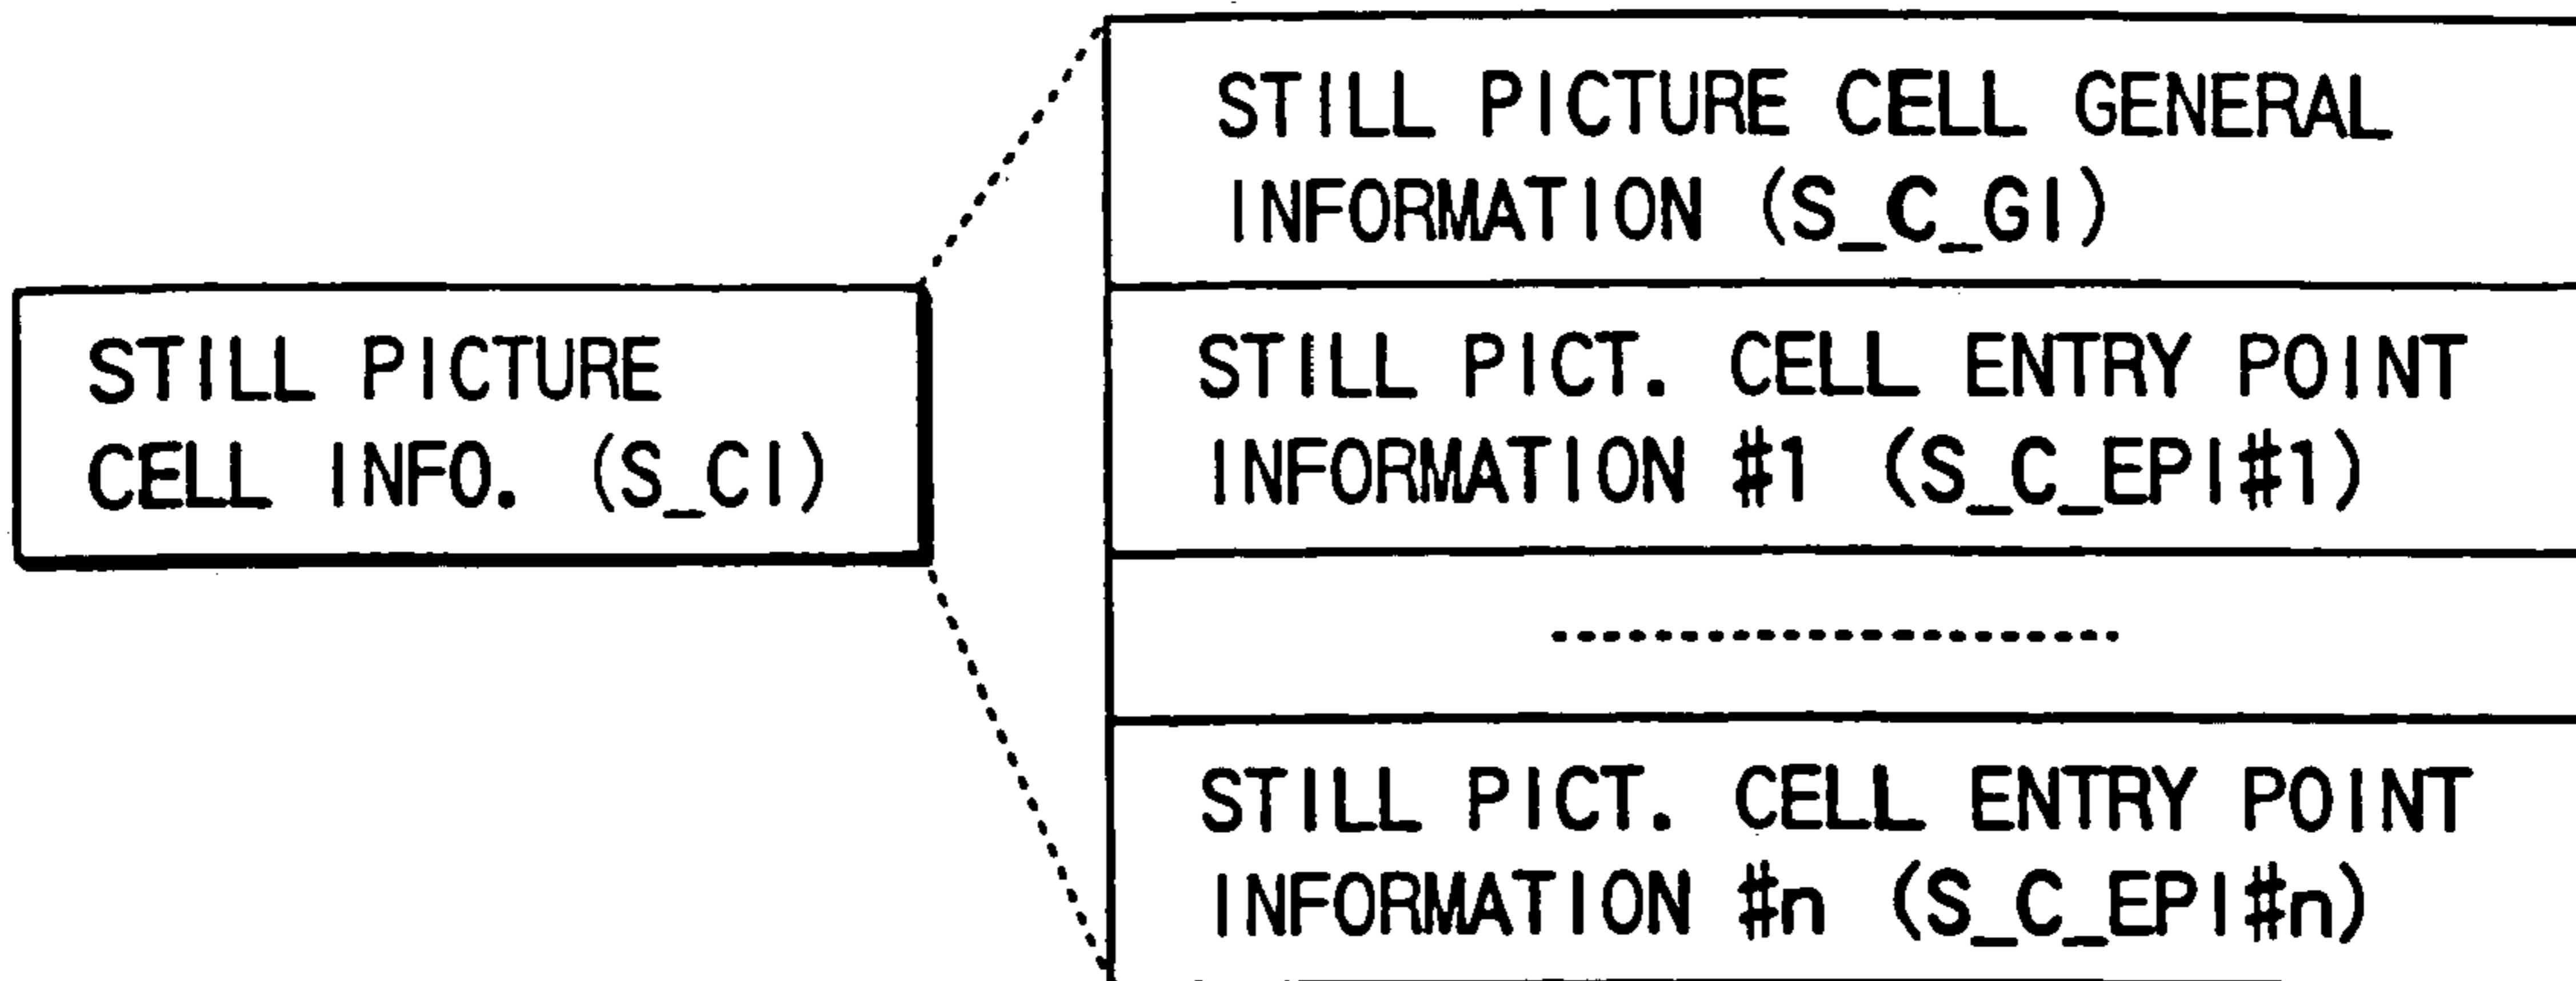 STILL PICTURE CELL GENERAL
INFORMATION (S_C_GI)
STILL PICTURE
CELL INFO. (S_CI)
STILL PICT. CELL ENTRY POINT
INFORMATION #1 (S_C_EPI#1)
STILL PICT. CELL ENTRY POINT
INFORMATION #n (S_C_EPI#n)